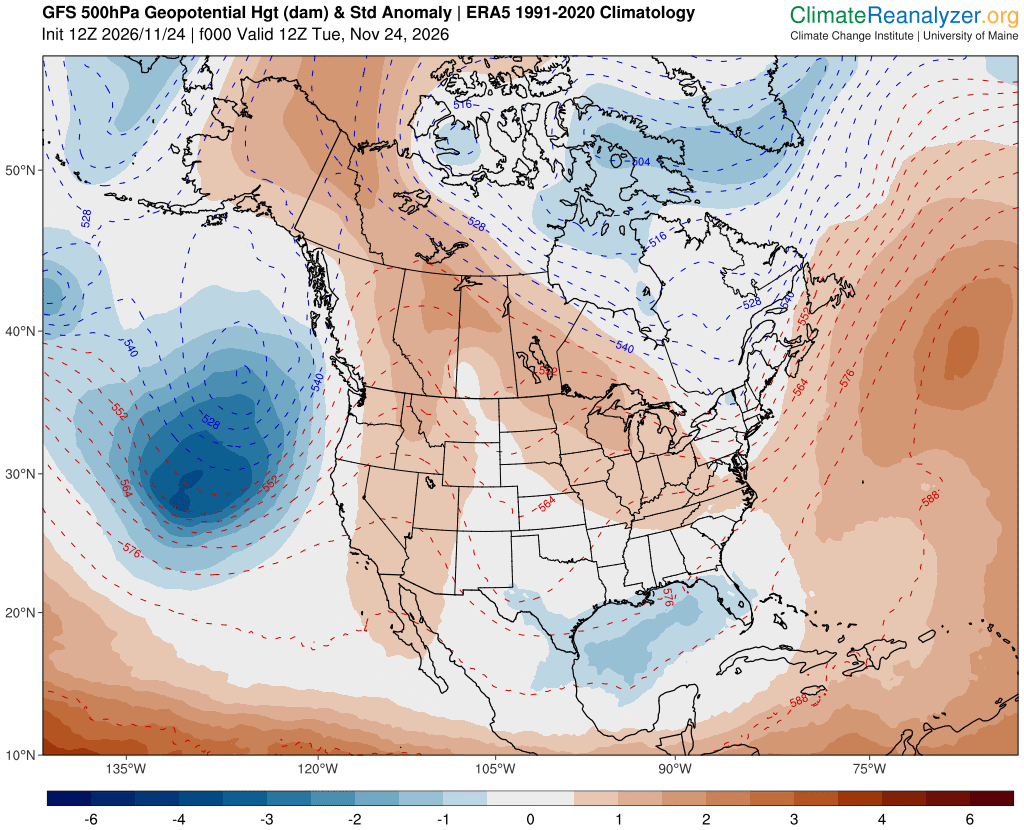 GFS 500hPa Geopotential Hgt (dam) & Std Anomaly | ERA5 1991-2020 Climatology
Init 12Z 2026/11/24 | f000 Valid 12Z Tue, Nov 24, 2026
ClimateReanalyzer.org
Climate Change Institute | University of Maine
516
504
50°N
528
528
516
528
540
552
40°N
540
540
552
576
540
564
552
528
30°N
552
564
588
564
576
576
20°N
588
10°N
135°W 120°W 105°W 90°W 75°W
-6 -4 -3 -2 -1 0 1 2 3 4 6